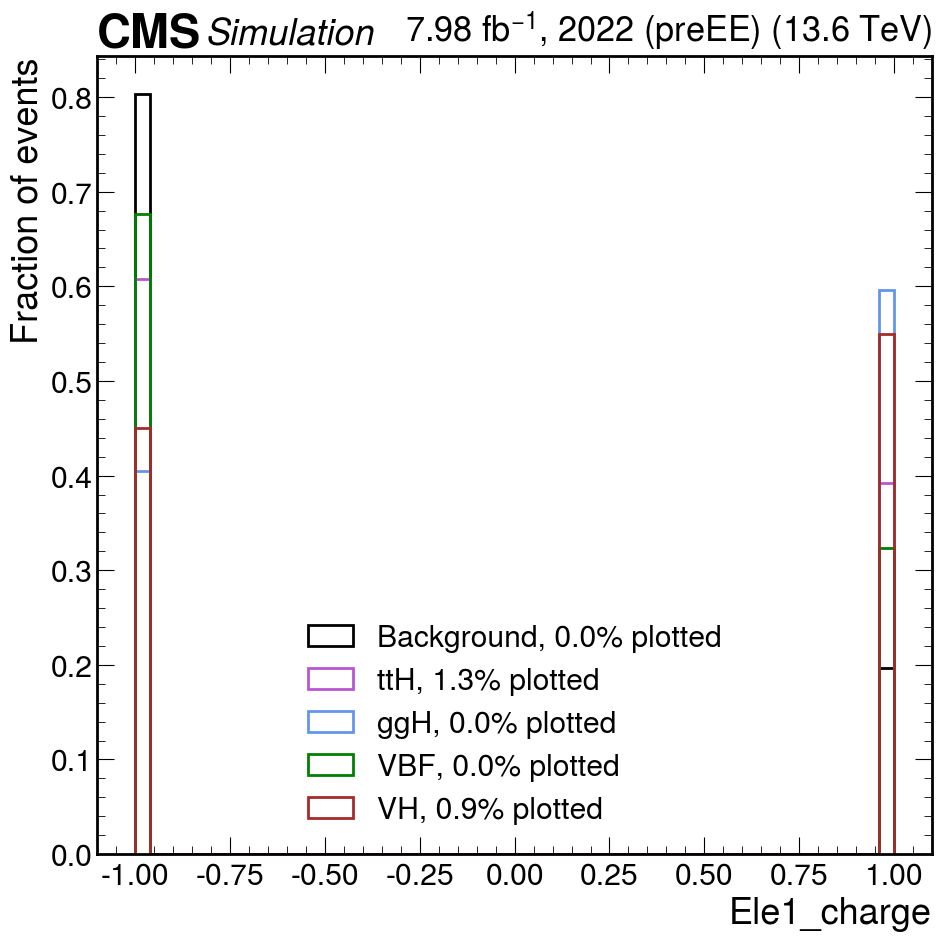 CMS Simulation 7.98 fb⁻¹, 2022 (preEE) (13.6 TeV)
Fraction of events
0.8
0.7
0.6
0.5
0.4
0.3
0.2
0.1
0.0
Background, 0.0% plotted
ttH, 1.3% plotted
ggH, 0.0% plotted
VBF, 0.0% plotted
VH, 0.9% plotted
-1.00 -0.75 -0.50 -0.25 0.00 0.25 0.50 0.75 1.00
Ele1_charge